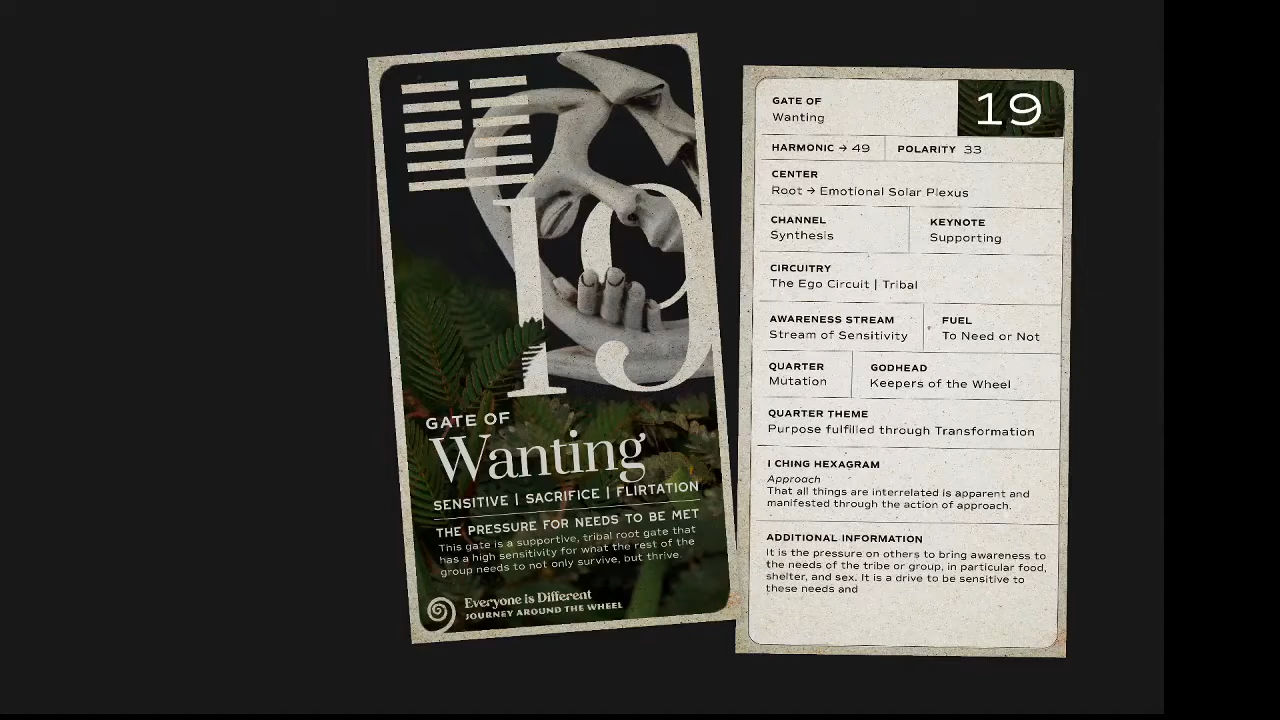 19
GATE OF
Wanting
SENSITIVE | SACRIFICE | FLIRTATION
THE PRESSURE FOR NEEDS TO BE MET
This gate is a supportive, tribal root gate that
has a high sensitivity for what the rest of the
group needs to not only survive, but thrive.
Everyone is Different
JOURNEY AROUND THE WHEEL
GATE OF
Wanting
19
HARMONIC → 49
POLARITY 33
CENTER
Root → Emotional Solar Plexus
CHANNEL
Synthesis
KEYNOTE
Supporting
CIRCUITRY
The Ego Circuit | Tribal
AWARENESS STREAM
Stream of Sensitivity
FUEL
To Need or Not
QUARTER
Mutation
GODHEAD
Keepers of the Wheel
QUARTER THEME
Purpose fulfilled through Transformation
I CHING HEXAGRAM
Approach
That all things are interrelated is apparent and
manifested through the action of approach.
ADDITIONAL INFORMATION
It is the pressure on others to bring awareness to
the needs of the tribe or group, in particular food,
shelter, and sex. It is a drive to be sensitive to
these needs and